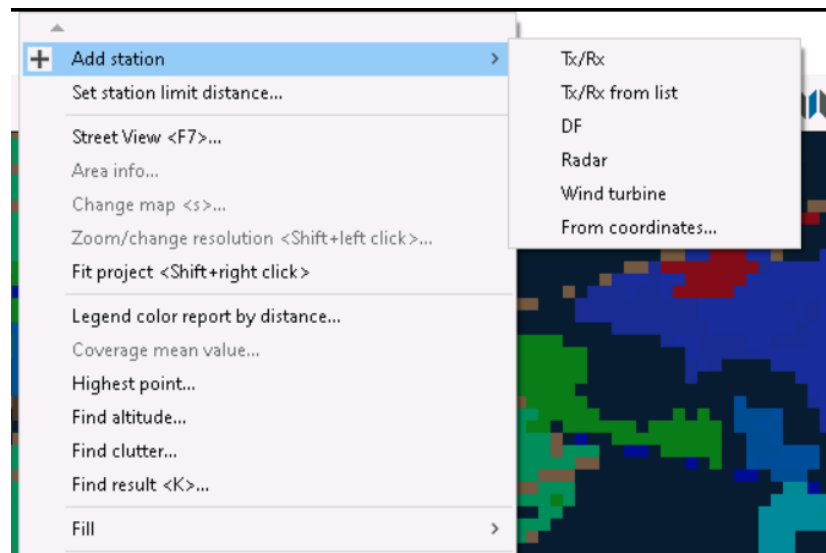 Add station
Set station limit distance...
Street View <F7>...
Area info...
Change map <s>...
Zoom/change resolution <Shift+left click>...
Fit project <Shift+right click>
Legend color report by distance...
Coverage mean value...
Highest point...
Find altitude...
Find clutter...
Find result <K>...
Fill
Tx/Rx
Tx/Rx from list
DF
Radar
Wind turbine
From coordinates...